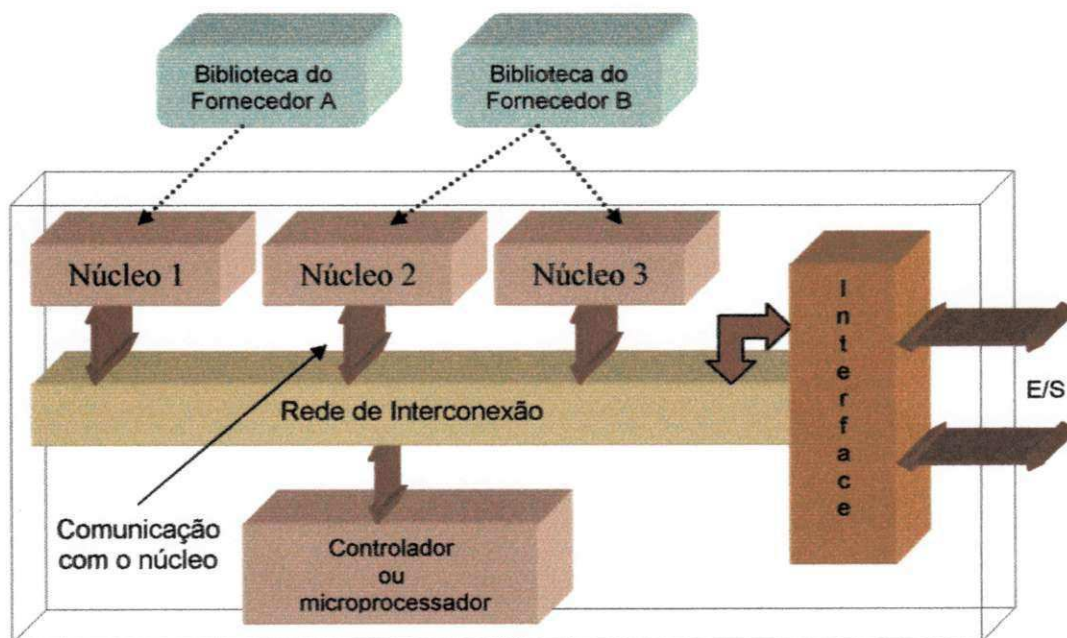 Biblioteca do
Fornecedor A
Biblioteca do
Fornecedor B
Núcleo 1
Núcleo 2
Núcleo 3
Interface
Rede de Interconexão
E/S
Comunicação
com o núcleo
Controlador
ou
microprocessador